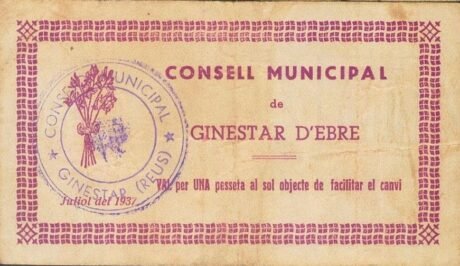 CONSELL MUNICIPAL
de
GINESTAR D'EBRE
VAL per UNA pesseta al sol objecte de facilitar el canvi
Juliol del 1937
CONSELL MUNICIPAL
GINESTAR (REUS)